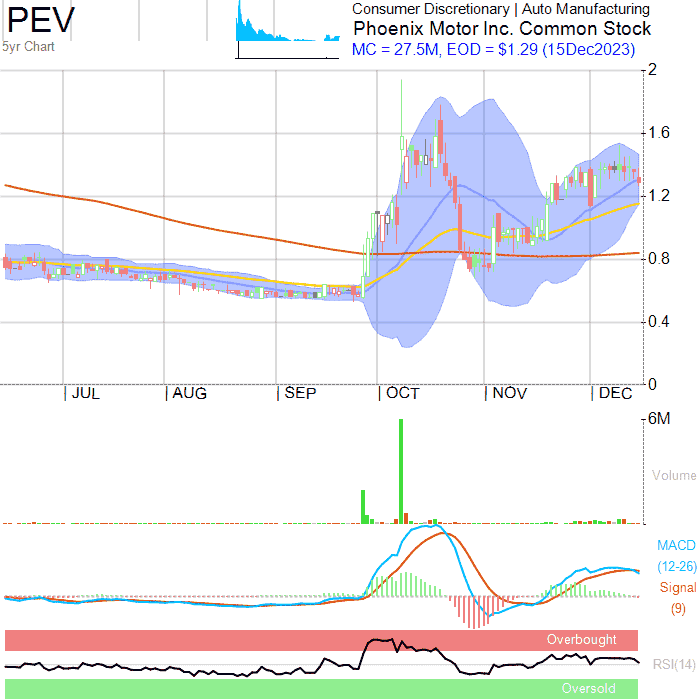 PEV
5yr Chart
Consumer Discretionary | Auto Manufacturing
Phoenix Motor Inc. Common Stock
MC = 27.5M, EOD = $1.29 (15Dec2023)
2
1.6
1.2
0.8
0.4
0
| JUL | AUG | SEP | OCT | NOV | DEC
6M
Volume
MACD
(12-26)
Signal
(9)
Overbought
RSI(14)
Oversold